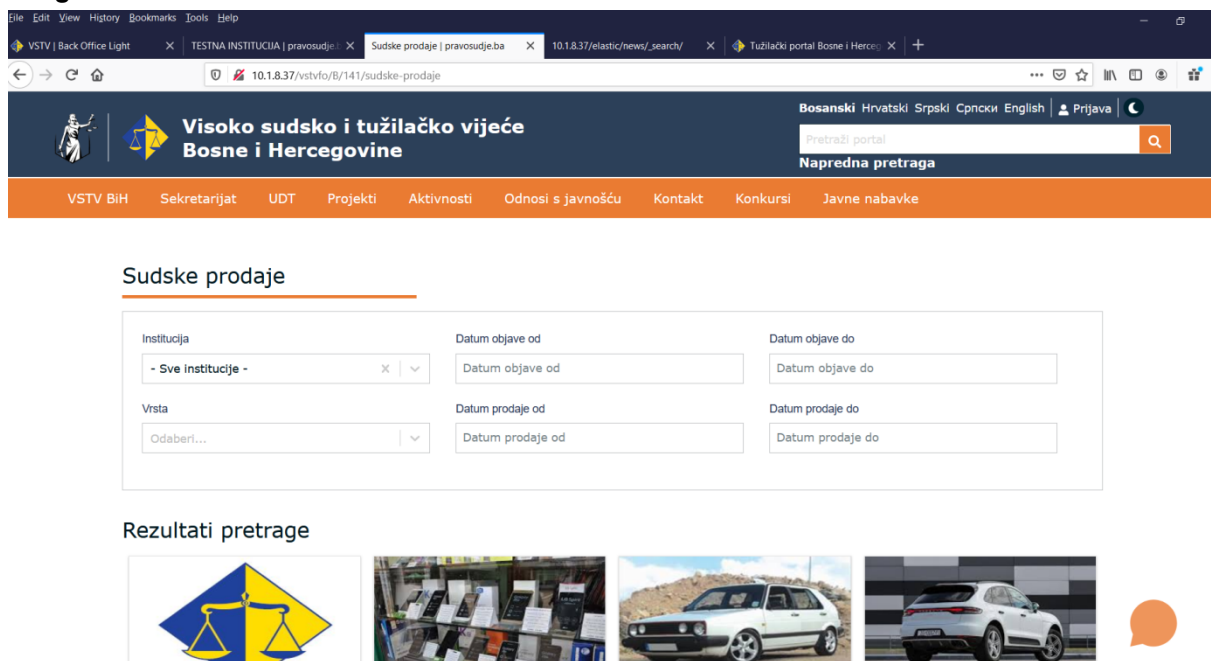 File Edit View History Bookmarks Tools Help
VSTV | Back Office Light
TESTNA INSTITUCIJA | pravosudje.b
Sudske prodaje | pravosudje.ba
10.1.8.37/elastic/news/_search/
Tužilački portal Bosne i Herceg
10.1.8.37/vstvfo/B/141/sudske-prodaje
Bosanski Hrvatski Srpski Српски English Prijava
Visoko sudsko i tužilačko vijeće
Bosne i Hercegovine
Pretraži portal
Napredna pretraga
VSTV BiH Sekretarijat UDT Projekti Aktivnosti Odnosi s javnošću Kontakt Konkursi Javne nabavke
Sudske prodaje
Institucija Datum objave od Datum objave do
- Sve institucije - Datum objave od Datum objave do
Vrsta Datum prodaje od Datum prodaje do
Odaberi... Datum prodaje od Datum prodaje do
Rezultati pretrage